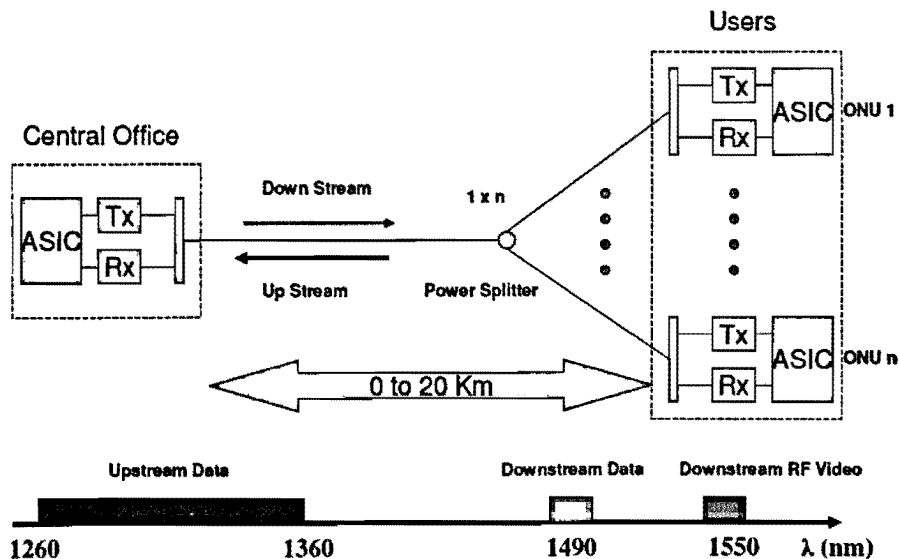 Users
Tx
Rx
ASIC
ONU 1
Central Office
ASIC
Tx
Rx
Down Stream
Up Stream
1 x n
Power Splitter
Tx
Rx
ASIC
ONU n
0 to 20 Km
Upstream Data
Downstream Data
Downstream RF Video
1260
1360
1490
1550
λ (nm)